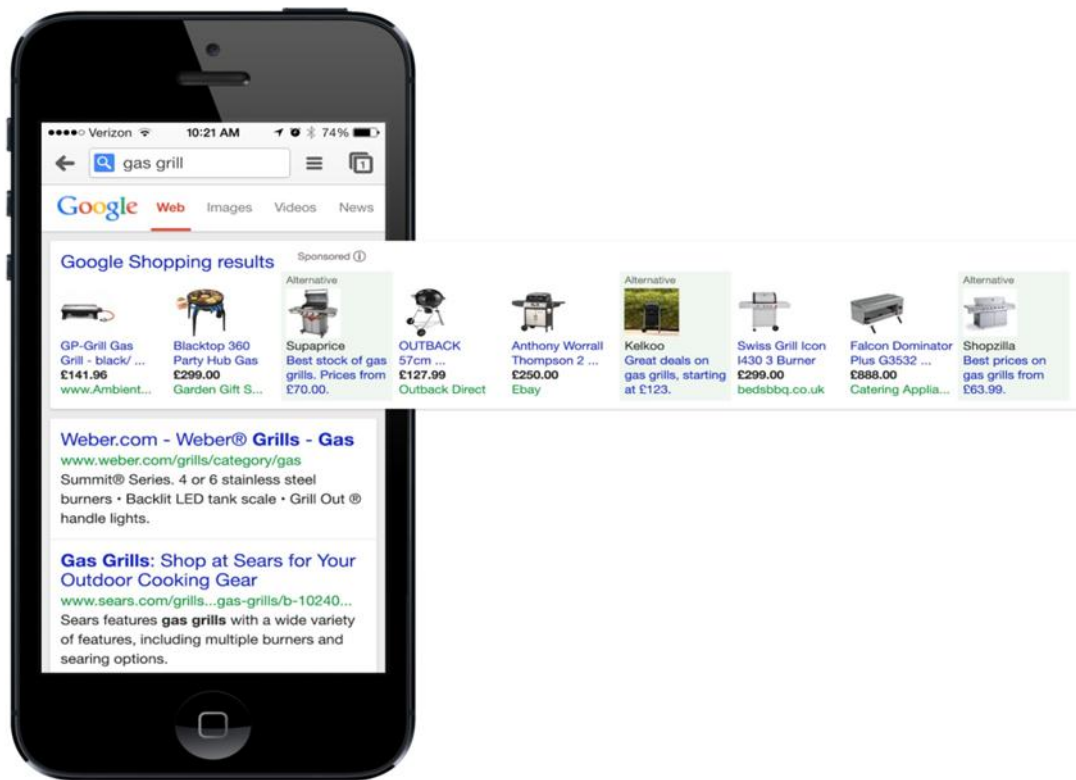 Verizon 10:21 AM 74%
gas grill 1
Google Web Images Videos News
Google Shopping results Sponsored
GP-Grill Gas
Grill - black/ ...
£141.96
www.Ambient...
Blacktop 360
Party Hub Gas
£299.00
Garden Gift S...
Alternative
Supaprice
Best stock of gas
grills. Prices from
£70.00.
OUTBACK
57cm ...
£127.99
Outback Direct
Anthony Worrall
Thompson 2 ...
£250.00
Ebay
Alternative
Kelkoo
Great deals on
gas grills, starting
at £123.
Swiss Grill Icon
I430 3 Burner
£299.00
bedsbbq.co.uk
Falcon Dominator
Plus G3532 ...
£888.00
Catering Applia...
Alternative
Shopzilla
Best prices on
gas grills from
£63.99.
Weber.com - Weber® Grills - Gas
www.weber.com/grills/category/gas
Summit® Series. 4 or 6 stainless steel
burners • Backlit LED tank scale • Grill Out ®
handle lights.
Gas Grills: Shop at Sears for Your
Outdoor Cooking Gear
www.sears.com/grills...gas-grills/b-10240...
Sears features gas grills with a wide variety
of features, including multiple burners and
searing options.